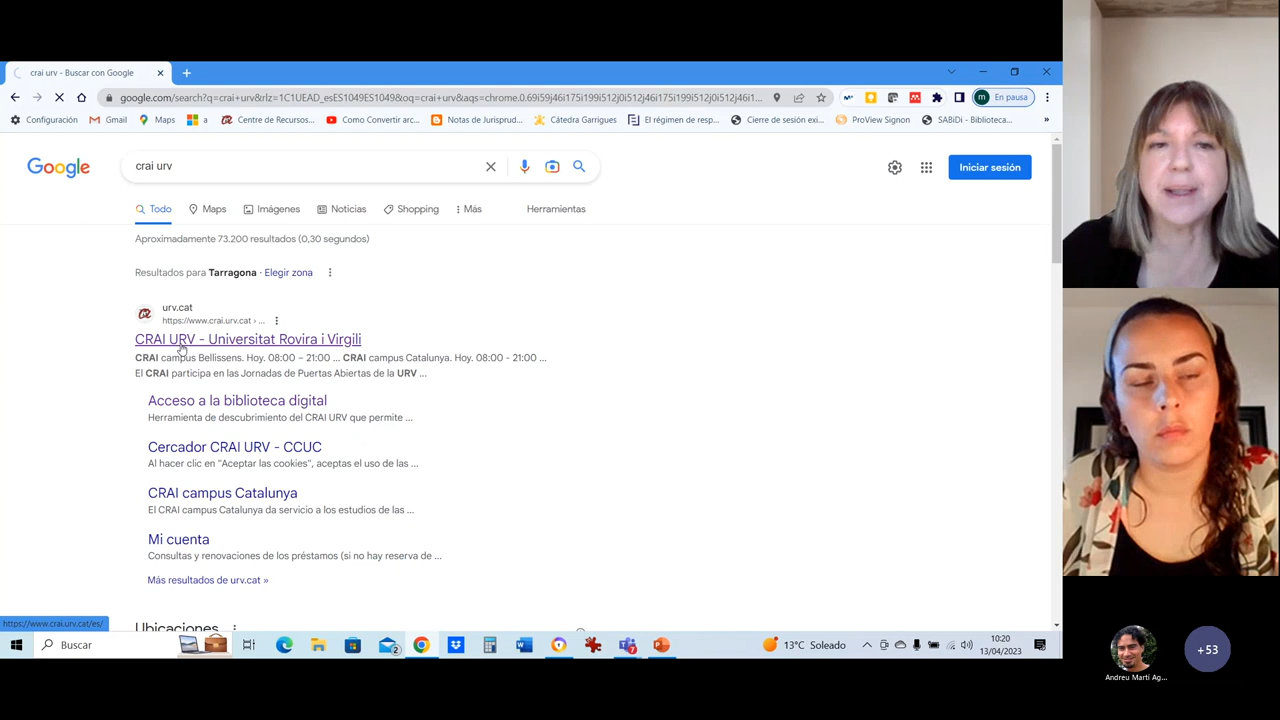 crai urv - Buscar con Google
google.com/search?q=crai+urv&rlz=1C1UEAD_esES1049ES1049&oq=crai+urv&aqs=chrome.0.69i59j46i175i199i512j0i512j46i175i199i512j0i512j46i1...
En pausa
Configuración
Gmail
Maps
a
Centre de Recursos...
Como Convertir arc...
Notas de Jurisprud...
Cátedra Garrigues
El régimen de resp...
Cierre de sesión exi...
ProView Signon
SABiDi - Biblioteca...
»
Google
crai urv
Iniciar sesión
Todo
Maps
Imágenes
Noticias
Shopping
Más
Herramientas
Aproximadamente 73.200 resultados (0,30 segundos)
Resultados para Tarragona · Elegir zona
urv.cat
https://www.crai.urv.cat › ...
CRAI URV - Universitat Rovira i Virgili
CRAI campus Bellissens. Hoy. 08:00 – 21:00 ... CRAI campus Catalunya. Hoy. 08:00 - 21:00 ...
El CRAI participa en las Jornadas de Puertas Abiertas de la URV ...
Acceso a la biblioteca digital
Herramienta de descubrimiento del CRAI URV que permite ...
Cercador CRAI URV - CCUC
Al hacer clic en "Aceptar las cookies", aceptas el uso de las ...
CRAI campus Catalunya
El CRAI campus Catalunya da servicio a los estudios de las ...
Mi cuenta
Consultas y renovaciones de los préstamos (si no hay reserva de ...
Más resultados de urv.cat »
https://www.crai.urv.cat/es/
Ubicaciones
Buscar
2
7
13°C Soleado
10:20
13/04/2023
Andreu Martí Ag...
+53